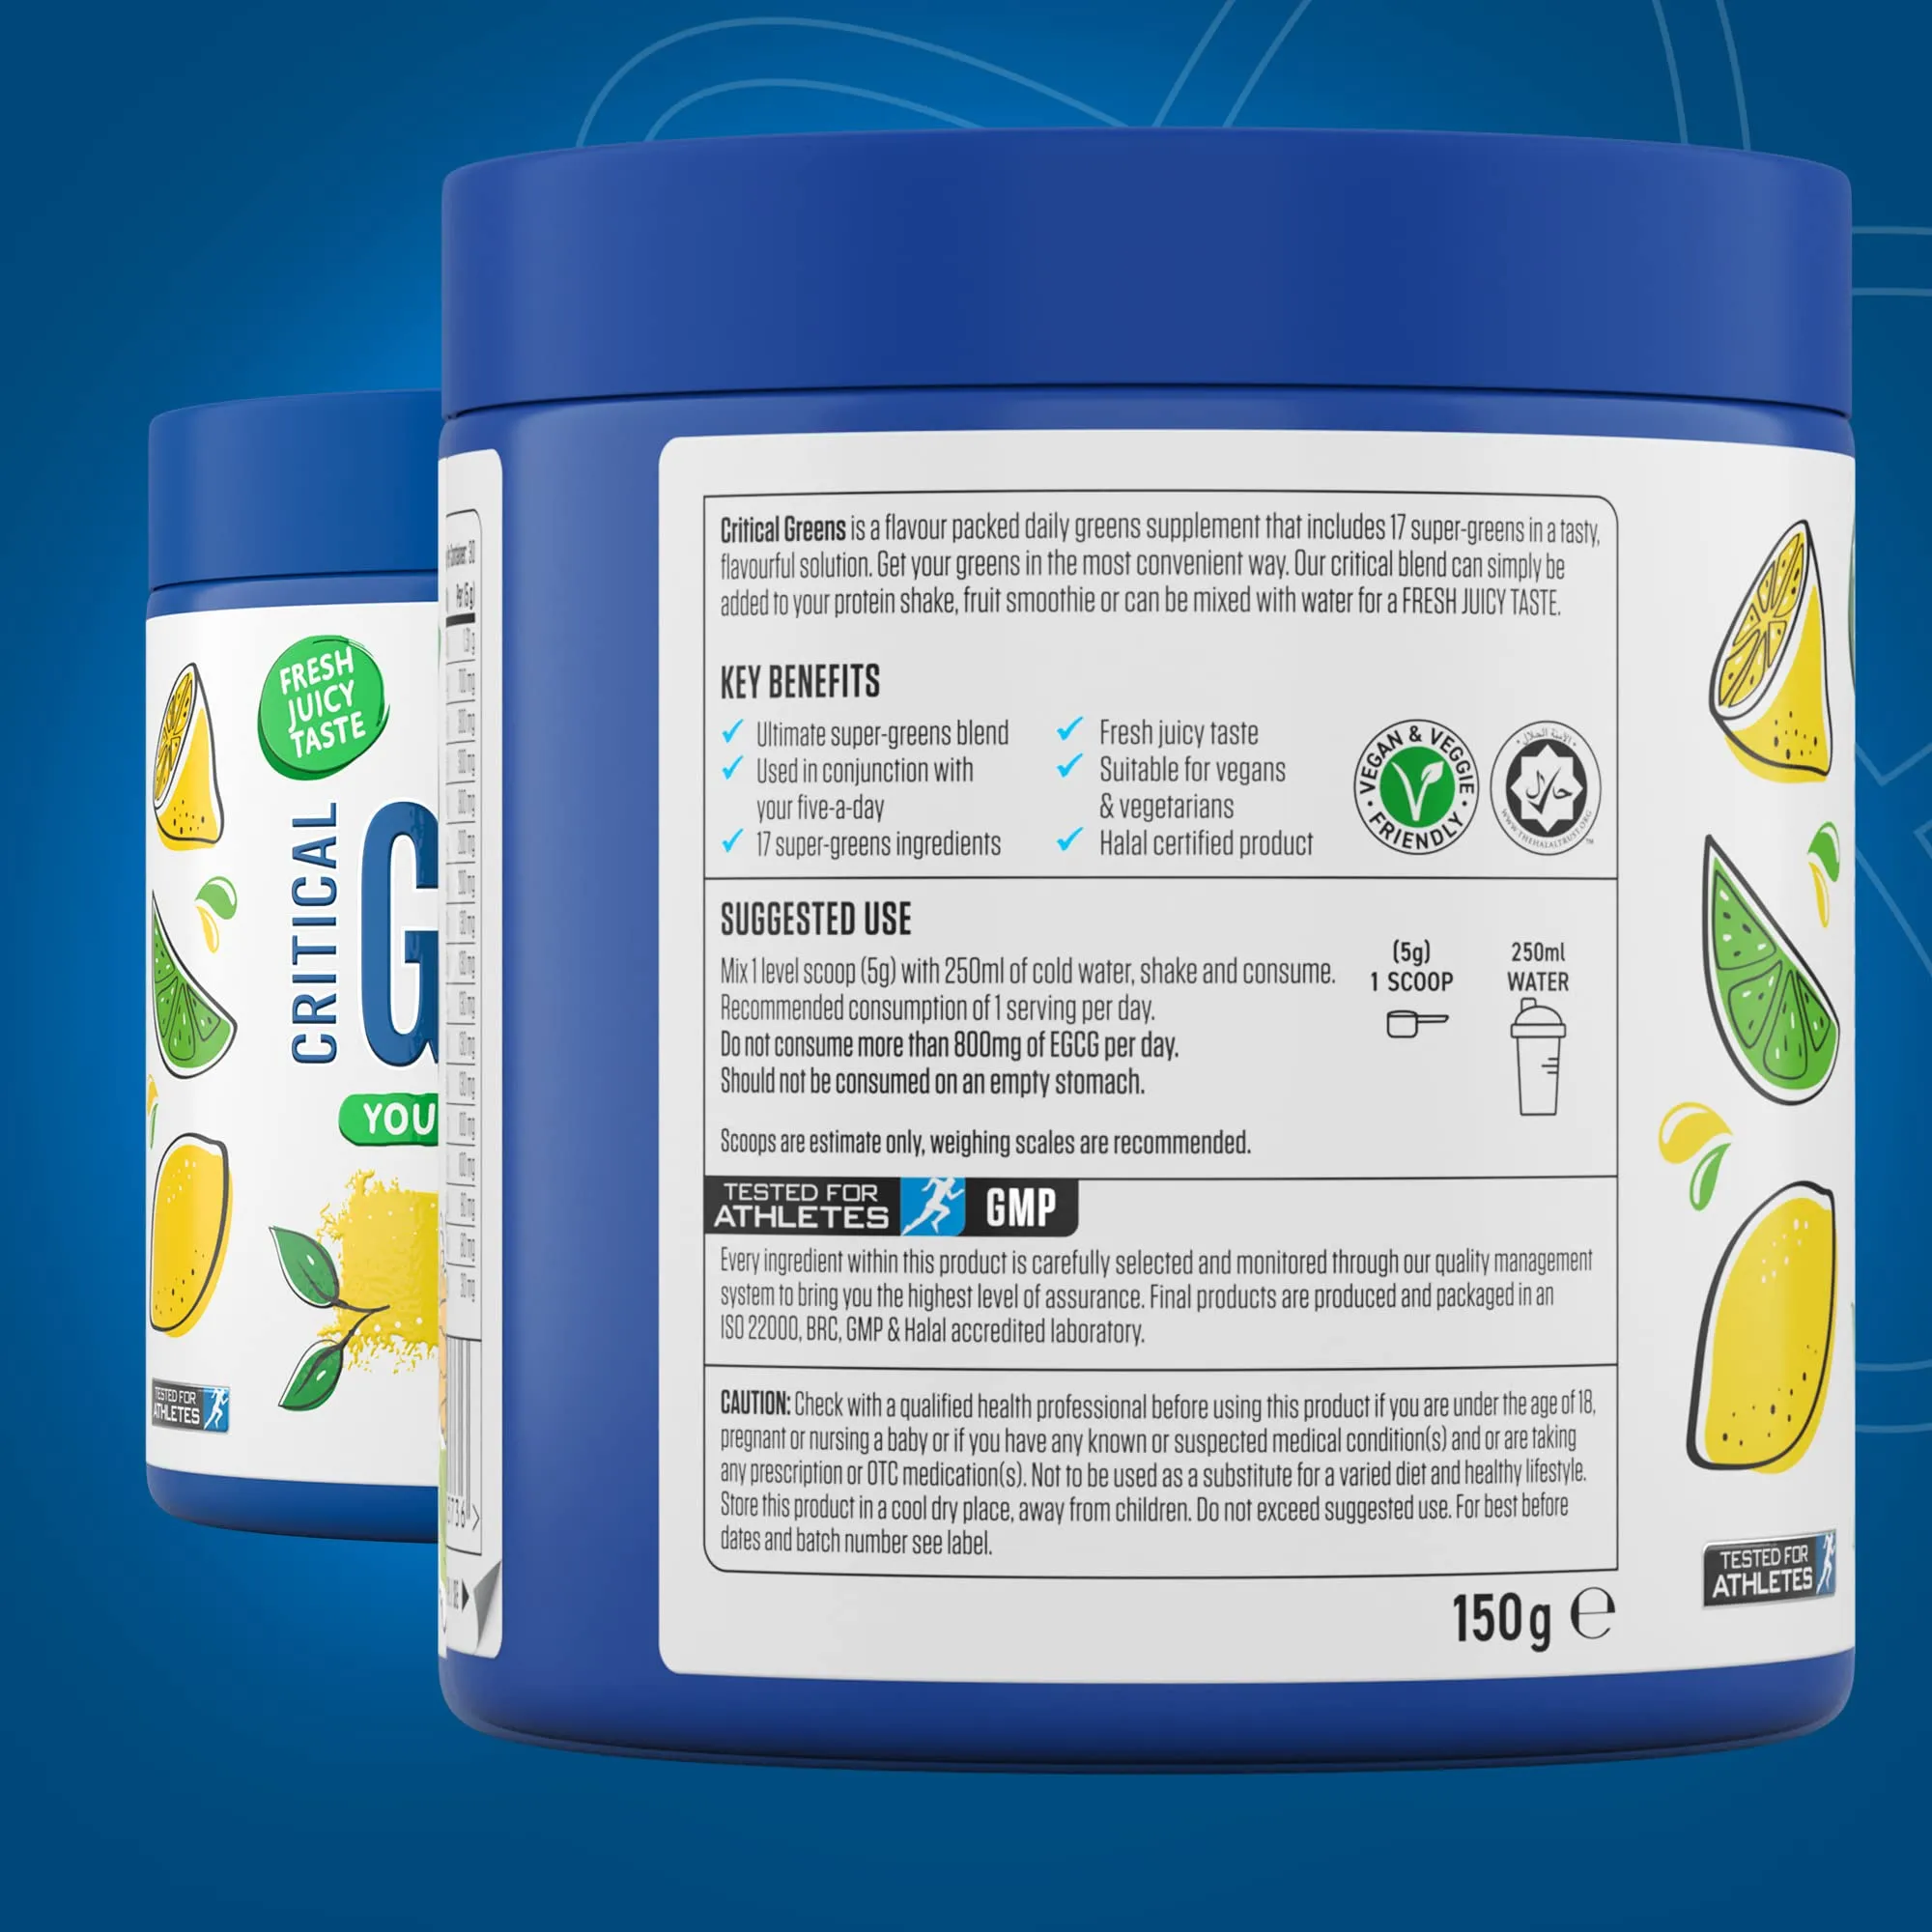 FRESH
JUICY
TASTE
CRITICAL
G
YOU
TESTED FOR
ATHLETES
Per (5g)
Critical Greens is a flavour packed daily greens supplement that includes 17 super-greens in a tasty,
flavourful solution. Get your greens in the most convenient way. Our critical blend can simply be
added to your protein shake, fruit smoothie or can be mixed with water for a FRESH JUICY TASTE.
KEY BENEFITS
✓ Ultimate super-greens blend
✓ Used in conjunction with
your five-a-day
✓ 17 super-greens ingredients
✓ Fresh juicy taste
✓ Suitable for vegans
& vegetarians
✓ Halal certified product
VEGAN & VEGGIE
FRIENDLY
حلال
WWW.THEHALALTRUST.ORG
TM
SUGGESTED USE
Mix 1 level scoop (5g) with 250ml of cold water, shake and consume.
Recommended consumption of 1 serving per day.
Do not consume more than 800mg of EGCG per day.
Should not be consumed on an empty stomach.
Scoops are estimate only, weighing scales are recommended.
(5g)
1 SCOOP
250ml
WATER
TESTED FOR
ATHLETES
GMP
Every ingredient within this product is carefully selected and monitored through our quality management
system to bring you the highest level of assurance. Final products are produced and packaged in an
ISO 22000, BRC, GMP & Halal accredited laboratory.
CAUTION: Check with a qualified health professional before using this product if you are under the age of 18,
pregnant or nursing a baby or if you have any known or suspected medical condition(s) and or are taking
any prescription or OTC medication(s). Not to be used as a substitute for a varied diet and healthy lifestyle.
Store this product in a cool dry place, away from children. Do not exceed suggested use. For best before
dates and batch number see label.
150g ℮
TESTED FOR
ATHLETES